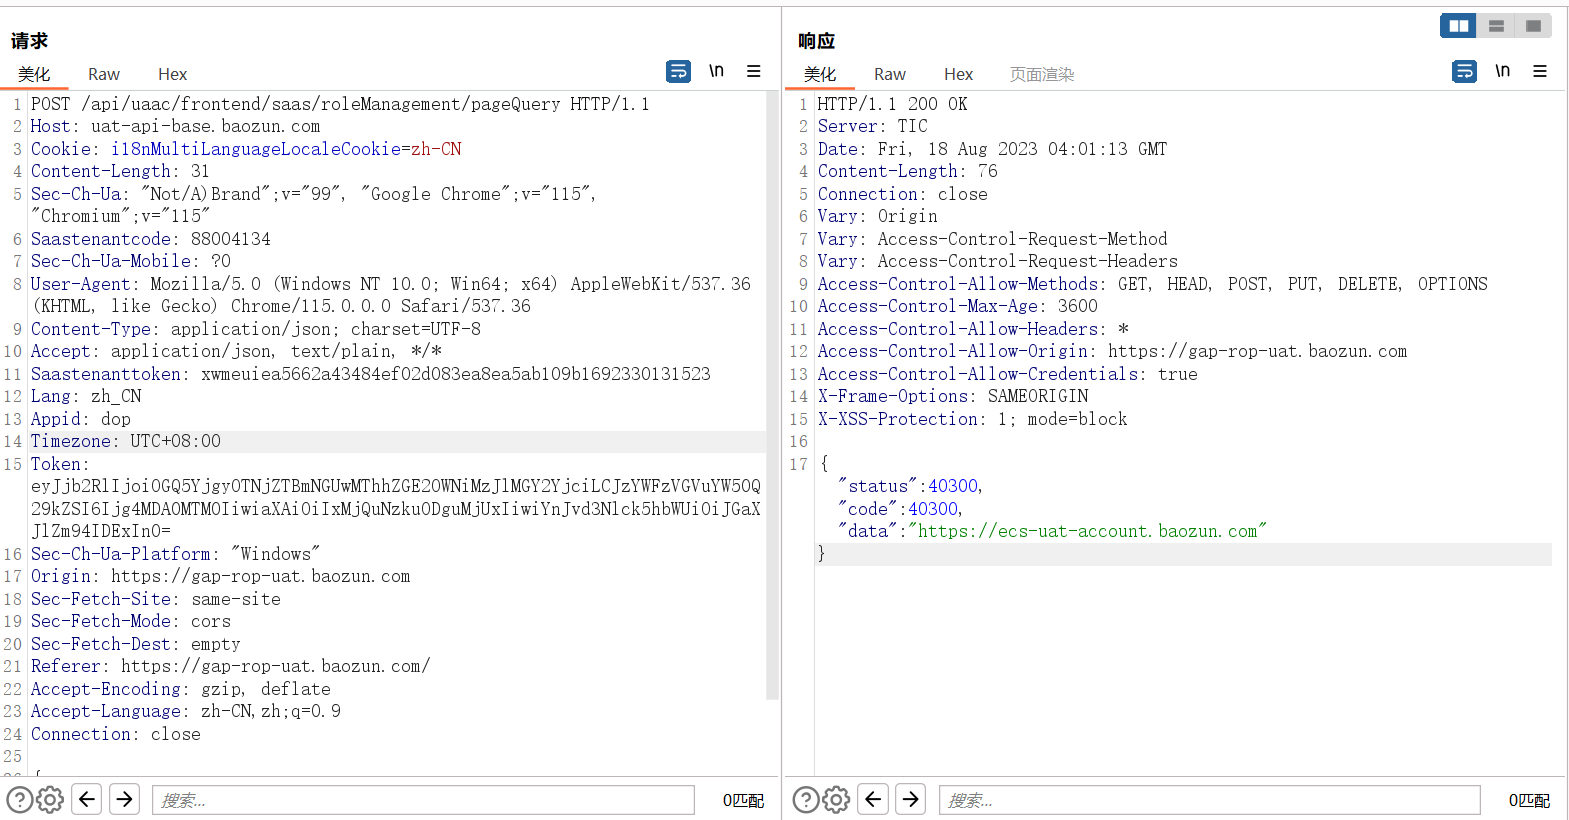 请求
美化 Raw Hex \n
1 POST /api/uaac/frontend/saas/roleManagement/pageQuery HTTP/1.1
2 Host: uat-api-base.baozun.com
3 Cookie: i18nMultiLanguageLocaleCookie=zh-CN
4 Content-Length: 31
5 Sec-Ch-Ua: "Not/A)Brand";v="99", "Google Chrome";v="115",
"Chromium";v="115"
6 Saastenantcode: 88004134
7 Sec-Ch-Ua-Mobile: ?0
8 User-Agent: Mozilla/5.0 (Windows NT 10.0; Win64; x64) AppleWebKit/537.36
(KHTML, like Gecko) Chrome/115.0.0.0 Safari/537.36
9 Content-Type: application/json; charset=UTF-8
10 Accept: application/json, text/plain, */*
11 Saastenanttoken: xwmeuiea5662a43484ef02d083ea8ea5ab109b1692330131523
12 Lang: zh_CN
13 Appid: dop
14 Timezone: UTC+08:00
15 Token:
eyJjb2RlIjoiOGQ5YjgyOTNjZTBmNGUwMThhZGE2OWNiMzJlMGY2YjciLCJzYWFzVGVuYW50Q
29kZSI6Ijg4MDA0MTM0IiwiaXAiOiIxMjQuNzkuODguMjUxIiwiYnJvd3Nlck5hbWUiOiJGaX
JlZm94IDExIn0=
16 Sec-Ch-Ua-Platform: "Windows"
17 Origin: https://gap-rop-uat.baozun.com
18 Sec-Fetch-Site: same-site
19 Sec-Fetch-Mode: cors
20 Sec-Fetch-Dest: empty
21 Referer: https://gap-rop-uat.baozun.com/
22 Accept-Encoding: gzip, deflate
23 Accept-Language: zh-CN,zh;q=0.9
24 Connection: close
25
搜索...
0匹配
响应
美化 Raw Hex 页面渲染 \n
1 HTTP/1.1 200 OK
2 Server: TIC
3 Date: Fri, 18 Aug 2023 04:01:13 GMT
4 Content-Length: 76
5 Connection: close
6 Vary: Origin
7 Vary: Access-Control-Request-Method
8 Vary: Access-Control-Request-Headers
9 Access-Control-Allow-Methods: GET, HEAD, POST, PUT, DELETE, OPTIONS
10 Access-Control-Max-Age: 3600
11 Access-Control-Allow-Headers: *
12 Access-Control-Allow-Origin: https://gap-rop-uat.baozun.com
13 Access-Control-Allow-Credentials: true
14 X-Frame-Options: SAMEORIGIN
15 X-XSS-Protection: 1; mode=block
16
17 {
"status":40300,
"code":40300,
"data":"https://ecs-uat-account.baozun.com"
}
搜索...
0匹配